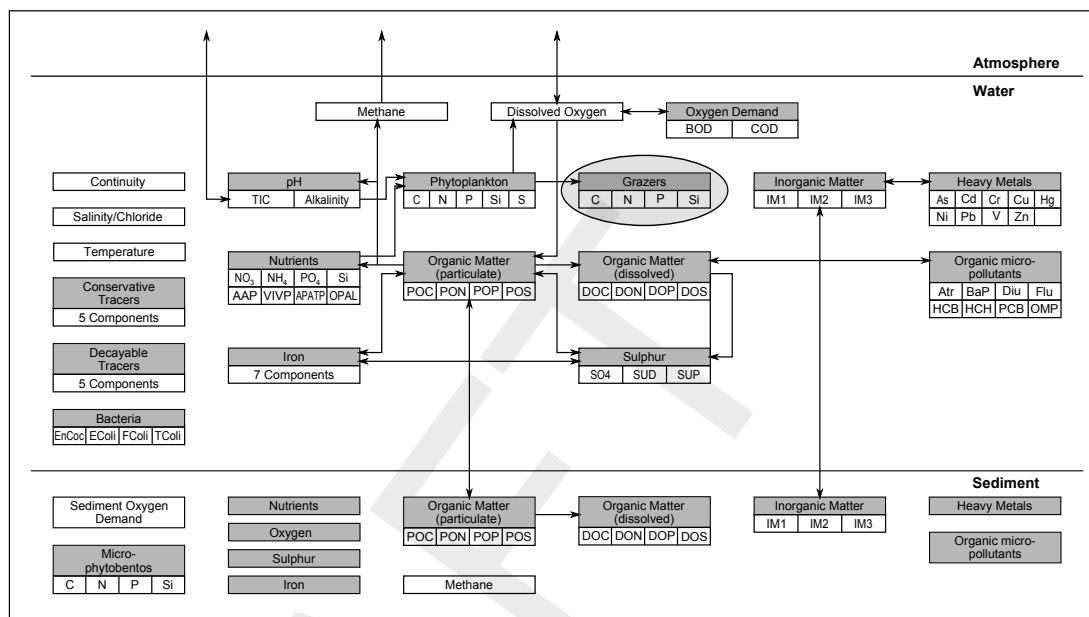 Atmosphere
Water
Methane
Dissolved Oxygen
Oxygen Demand
BOD COD
Continuity
Salinity/Chloride
Temperature
Conservative
Tracers
5 Components
Decayable
Tracers
5 Components
Bacteria
EnCoc EColi FColi TColi
pH
TIC Alkalinity
Phytoplankton
C N P Si S
Grazers
C N P Si
Inorganic Matter
IM1 IM2 IM3
Heavy Metals
As Cd Cr Cu Hg
Ni Pb V Zn
Nutrients
NO3 NH4 PO4 Si
AAP VIVP APATP OPAL
Organic Matter
(particulate)
POC PON POP POS
Organic Matter
(dissolved)
DOC DON DOP DOS
Organic micro-
pollutants
Atr BaP Diu Flu
HCB HCH PCB OMP
Iron
7 Components
Sulphur
SO4 SUD SUP
Sediment
Sediment Oxygen
Demand
Micro-
phytobentos
C N P Si
Nutrients
Oxygen
Sulphur
Iron
Organic Matter
(particulate)
POC PON POP POS
Methane
Organic Matter
(dissolved)
DOC DON DOP DOS
Inorganic Matter
IM1 IM2 IM3
Heavy Metals
Organic micro-
pollutants